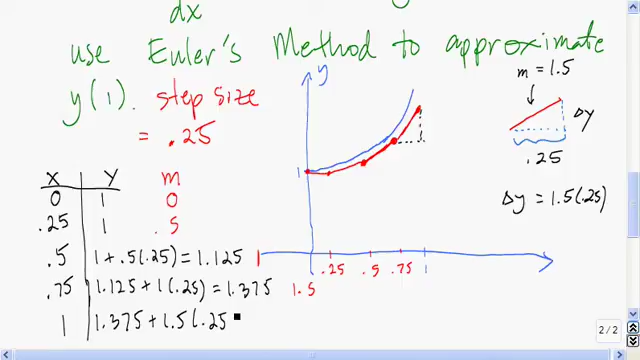 dx
use Euler's Method to approximate
y(1). step size
= .25
x y m
0 1 0
.25 1 .5
.5 1 + .5(.25) = 1.125 1
.75 1.125 + 1(.25) = 1.375 1.5
1 1.375 + 1.5(.25
y
1
.25 .5 .75 1
m = 1.5
Δy
.25
Δy = 1.5(.25)
2/2